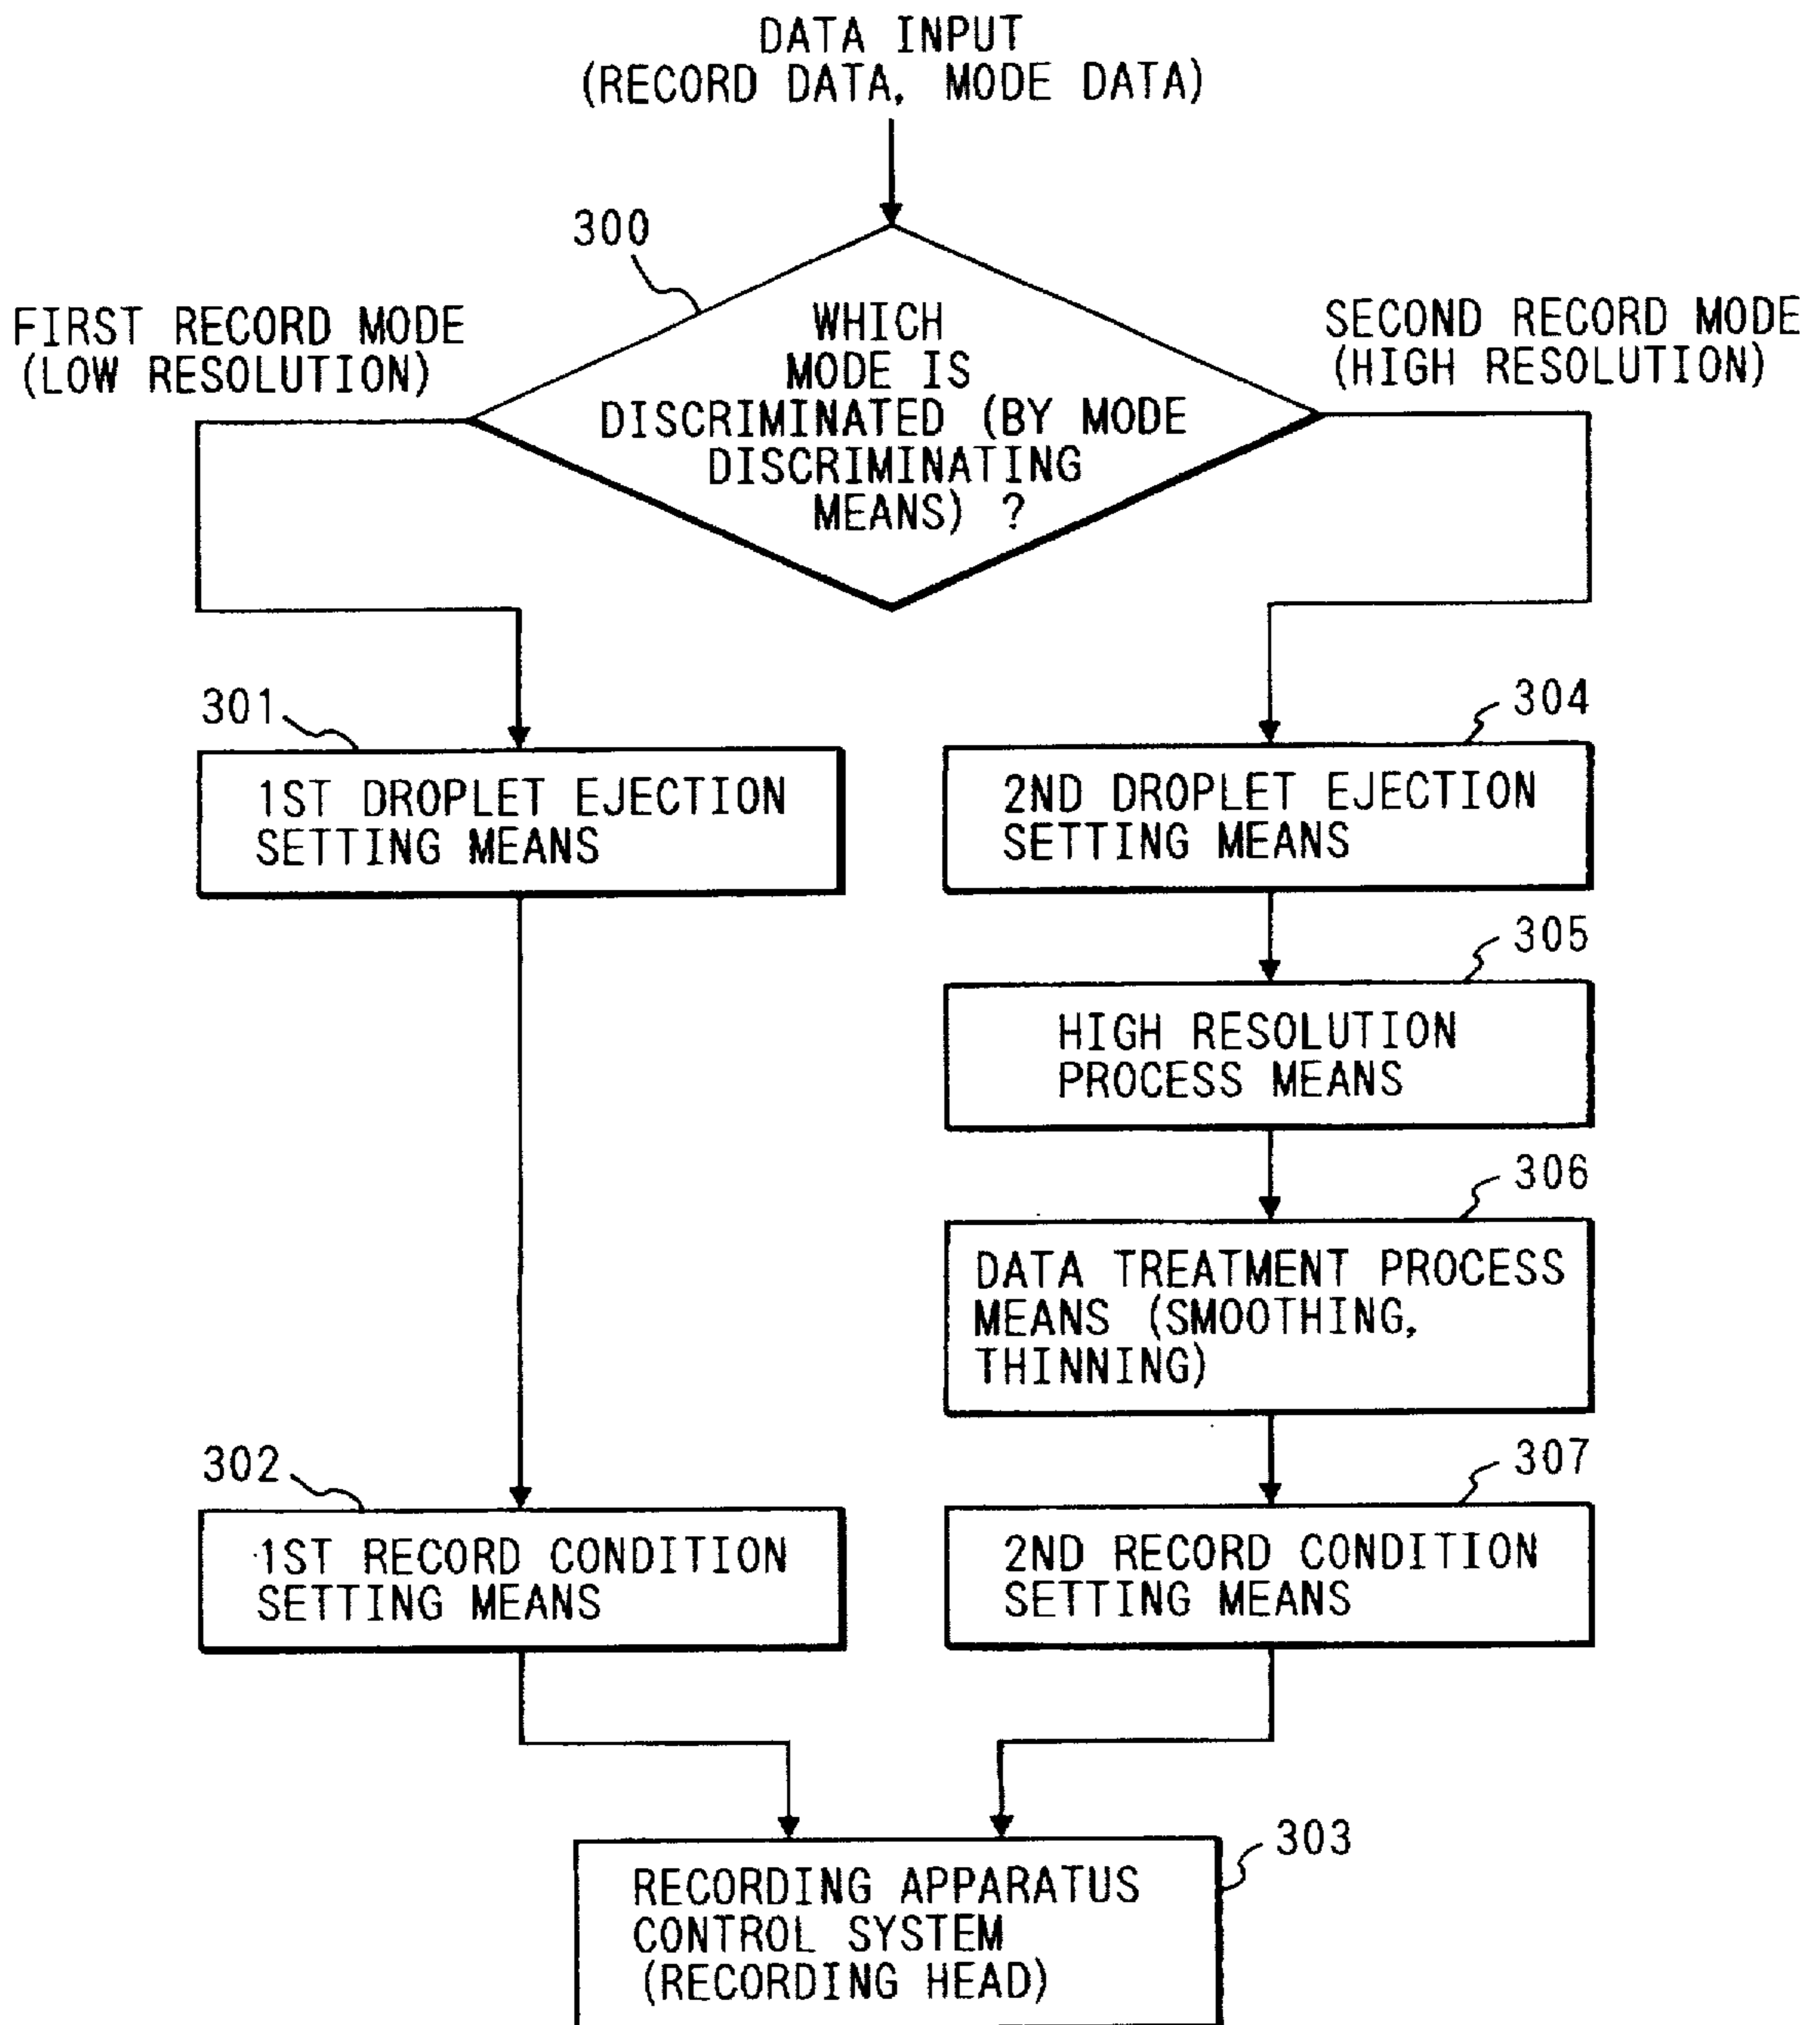 DATA INPUT
(RECORD DATA, MODE DATA)
300
FIRST RECORD MODE
(LOW RESOLUTION)
WHICH
MODE IS
DISCRIMINATED (BY MODE
DISCRIMINATING
MEANS) ?
SECOND RECORD MODE
(HIGH RESOLUTION)
301
1ST DROPLET EJECTION
SETTING MEANS
304
2ND DROPLET EJECTION
SETTING MEANS
305
HIGH RESOLUTION
PROCESS MEANS
306
DATA TREATMENT PROCESS
MEANS (SMOOTHING,
THINNING)
302
1ST RECORD CONDITION
SETTING MEANS
307
2ND RECORD CONDITION
SETTING MEANS
303
RECORDING APPARATUS
CONTROL SYSTEM
(RECORDING HEAD)